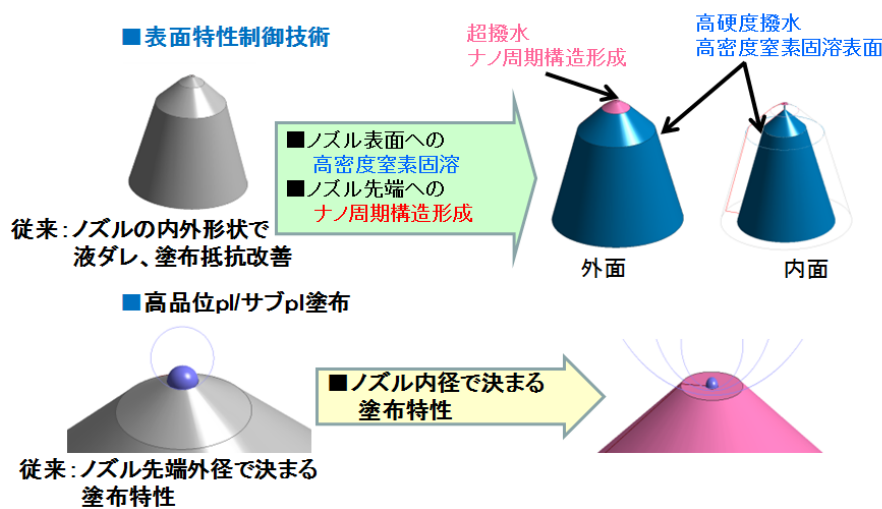 ■表面特性制御技術
超撥水
ナノ周期構造形成
高硬度撥水
高密度窒素固溶表面
■ノズル表面への
高密度窒素固溶
■ノズル先端への
ナノ周期構造形成
従来：ノズルの内外形状で
液ダレ、塗布抵抗改善
外面
内面
■高品位pl/サブpl塗布
■ノズル内径で決まる
塗布特性
従来：ノズル先端外径で決まる
塗布特性